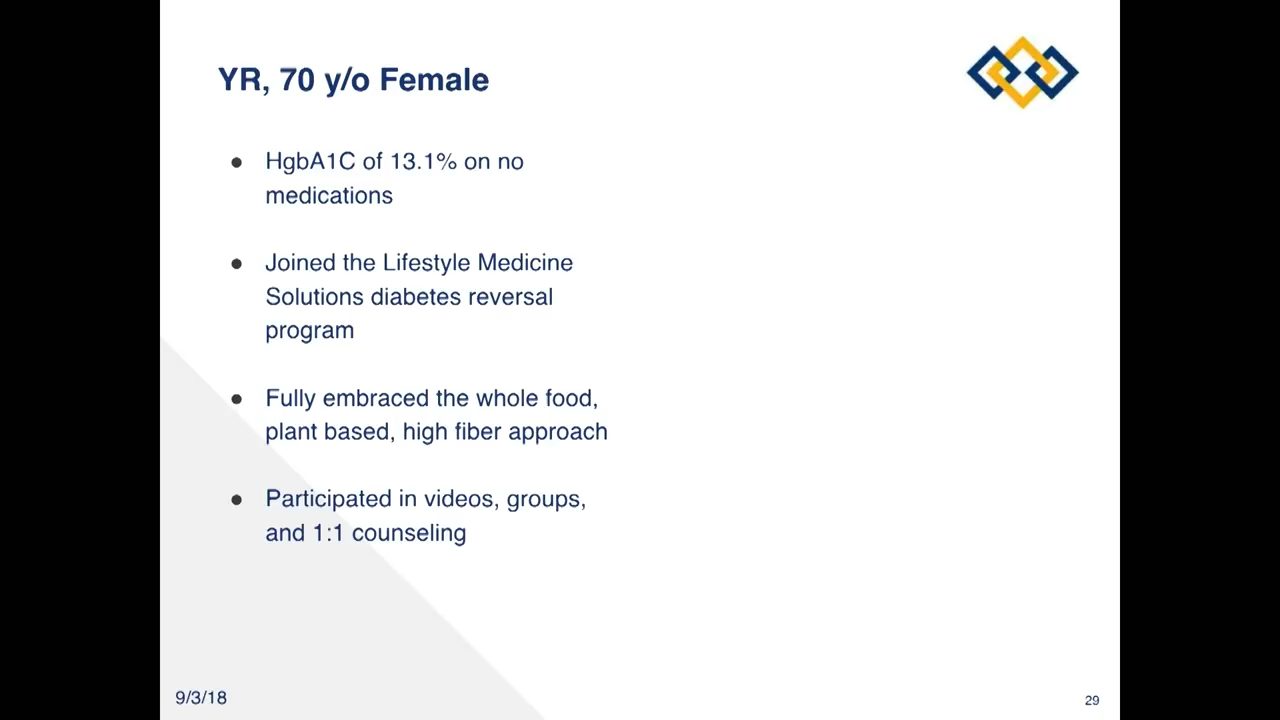 YR, 70 y/o Female
● HgbA1C of 13.1% on no
medications
● Joined the Lifestyle Medicine
Solutions diabetes reversal
program
● Fully embraced the whole food,
plant based, high fiber approach
● Participated in videos, groups,
and 1:1 counseling
9/3/18
29